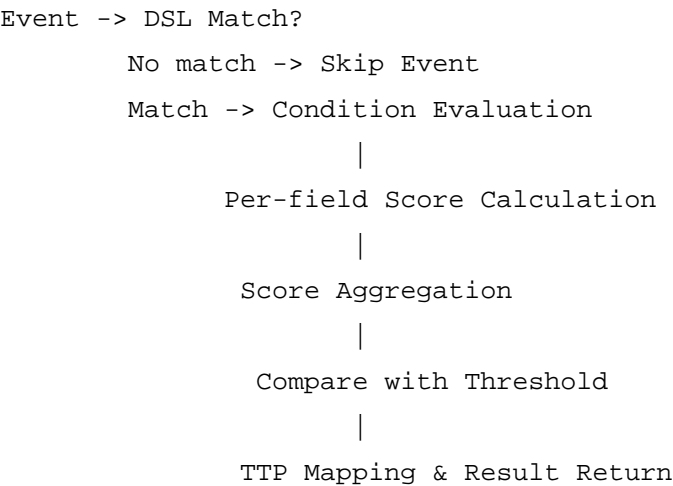 Event -> DSL Match?
No match -> Skip Event
Match -> Condition Evaluation
|
Per-field Score Calculation
|
Score Aggregation
|
Compare with Threshold
|
TTP Mapping & Result Return